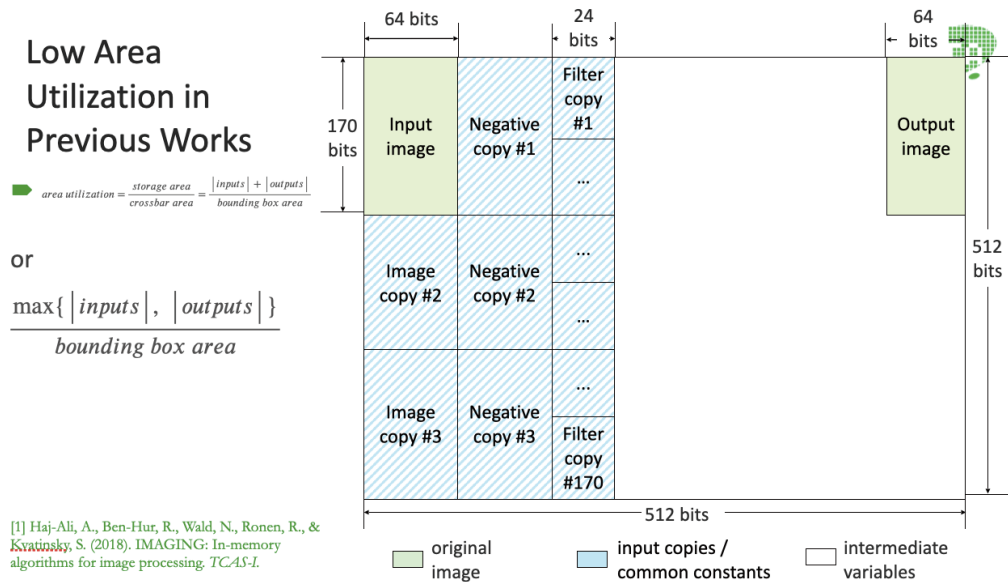 Low Area
Utilization in
Previous Works
area utilization = storage area / crossbar area = |inputs| + |outputs| / bounding box area
or
max{|inputs|, |outputs|}
bounding box area
[1] Haj-Ali, A., Ben-Hur, R., Wald, N., Ronen, R., &
Kvatinsky, S. (2018). IMAGING: In-memory
algorithms for image processing. TCAS-I.
64 bits
24
bits
64
bits
170
bits
Input
image
Negative
copy #1
Filter
copy
#1
...
Output
image
Image
copy #2
Negative
copy #2
...
...
512
bits
Image
copy #3
Negative
copy #3
...
Filter
copy
#170
512 bits
original
image
input copies /
common constants
intermediate
variables